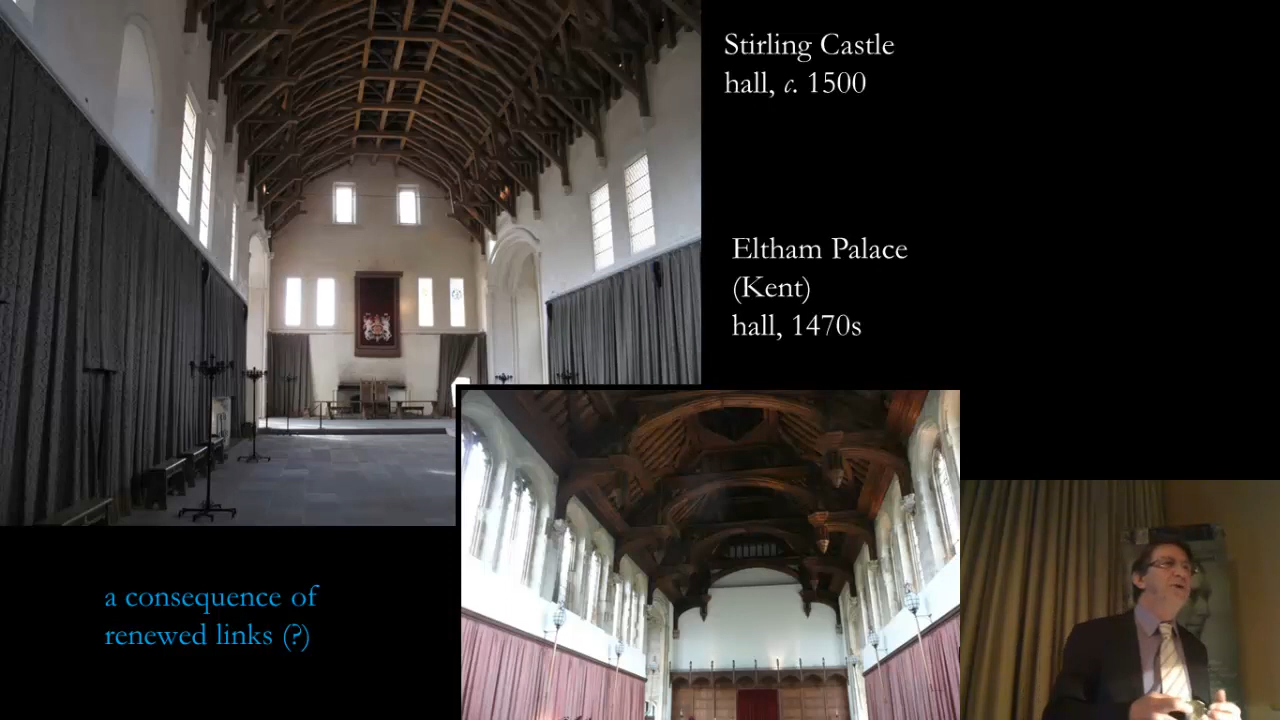 Stirling Castle
hall, c. 1500
Eltham Palace
(Kent)
hall, 1470s
a consequence of
renewed links (?)